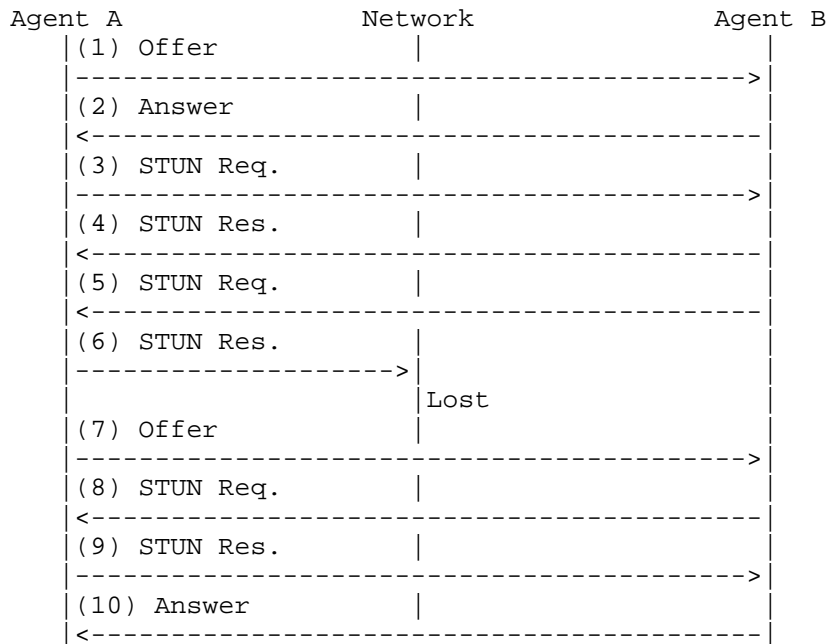 Agent A Network Agent B
(1) Offer
(2) Answer
(3) STUN Req.
(4) STUN Res.
(5) STUN Req.
(6) STUN Res.
Lost
(7) Offer
(8) STUN Req.
(9) STUN Res.
(10) Answer